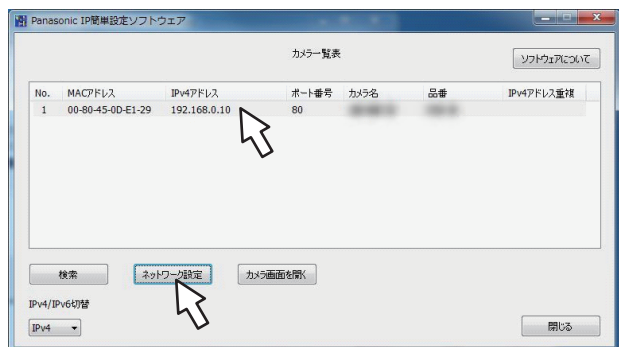 Panasonic IP簡単設定ソフトウェア
カメラ一覧表
ソフトウェアについて
No. MACアドレス IPv4アドレス ポート番号 カメラ名 品番 IPv4アドレス重複
1 00-80-45-0D-E1-29 192.168.0.10 80
検索 ネットワーク設定 カメラ画面を開く
IPv4/IPv6切替
IPv4 閉じる